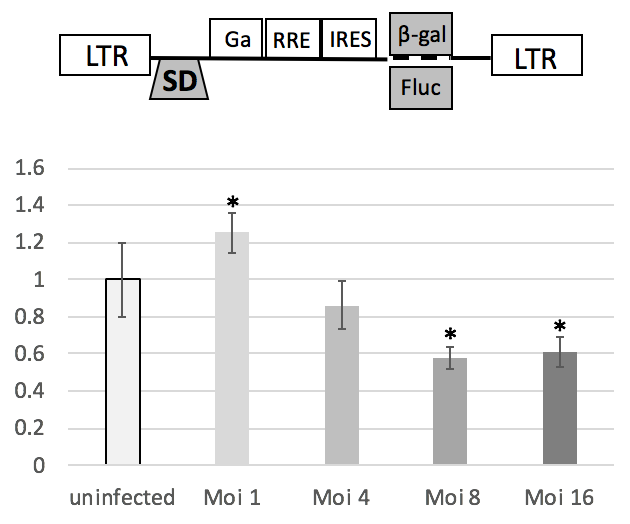 LTR
SD
Ga
RRE
IRES
β-gal
Fluc
LTR
1.6
1.4
1.2
1
0.8
0.6
0.4
0.2
0
*
*
*
uninfected
Moi 1
Moi 4
Moi 8
Moi 16